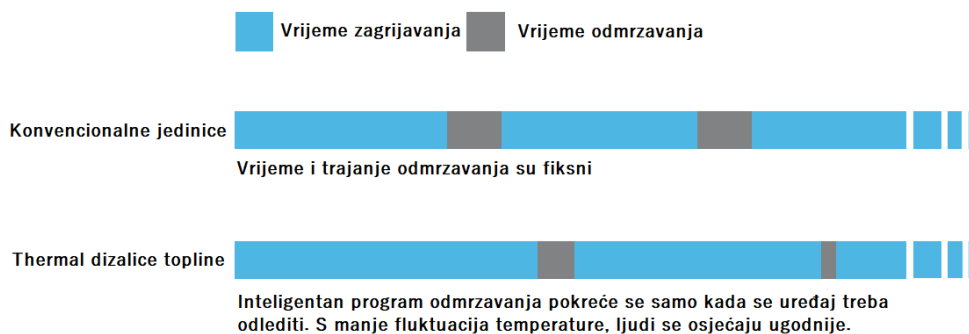 Vrijeme zagrijavanja
Vrijeme odmrzavanja
Konvencionalne jedinice
Vrijeme i trajanje odmrzavanja su fiksni
Thermal dizalice topline
Inteligentan program odmrzavanja pokreće se samo kada se uređaj treba
odlediti. S manje fluktuacija temperature, ljudi se osjećaju ugodnije.